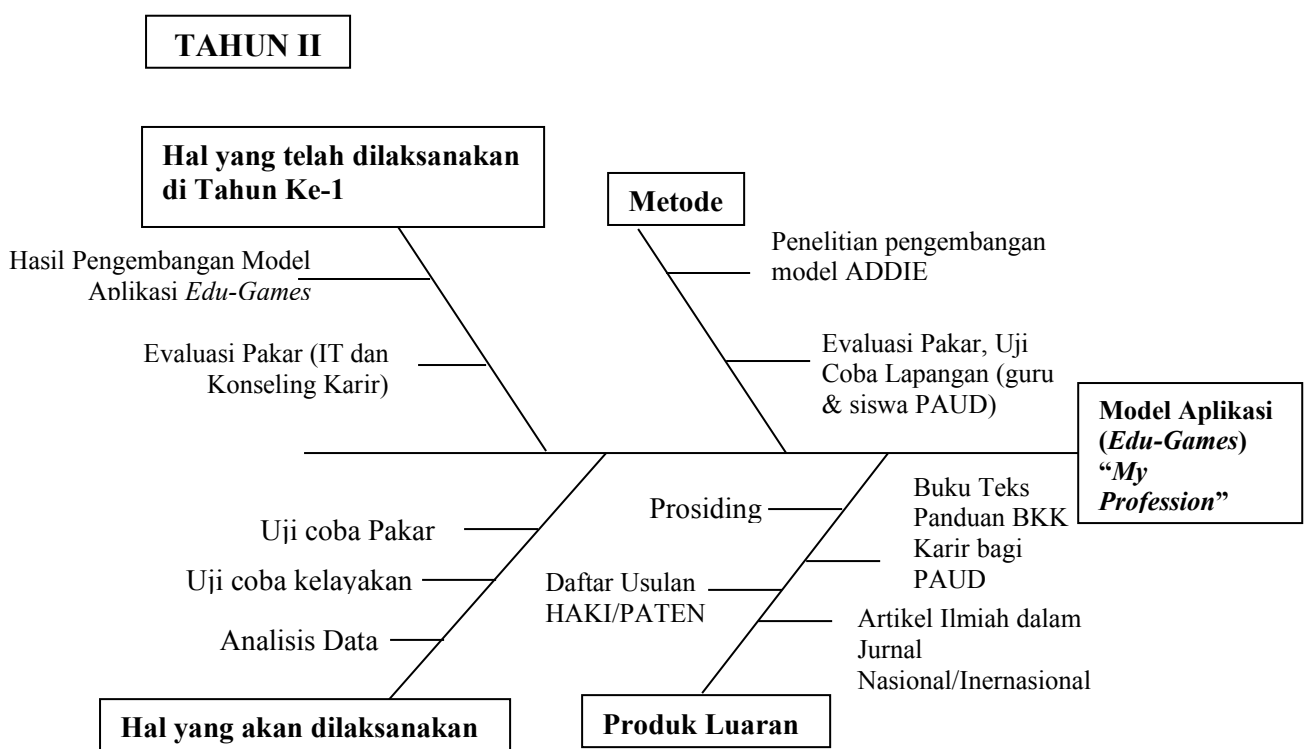 TAHUN II
Hal yang telah dilaksanakan
di Tahun Ke-1
Metode
Hasil Pengembangan Model
Aplikasi Edu-Games
Evaluasi Pakar (IT dan
Konseling Karir)
Penelitian pengembangan
model ADDIE
Evaluasi Pakar, Uji
Coba Lapangan (guru
& siswa PAUD)
Model Aplikasi
(Edu-Games)
“My
Profession”
Uji coba Pakar
Uji coba kelayakan
Analisis Data
Prosiding
Daftar Usulan
HAKI/PATEN
Buku Teks
Panduan BKK
Karir bagi
PAUD
Artikel Ilmiah dalam
Jurnal
Nasional/Inernasional
Hal yang akan dilaksanakan
Produk Luaran